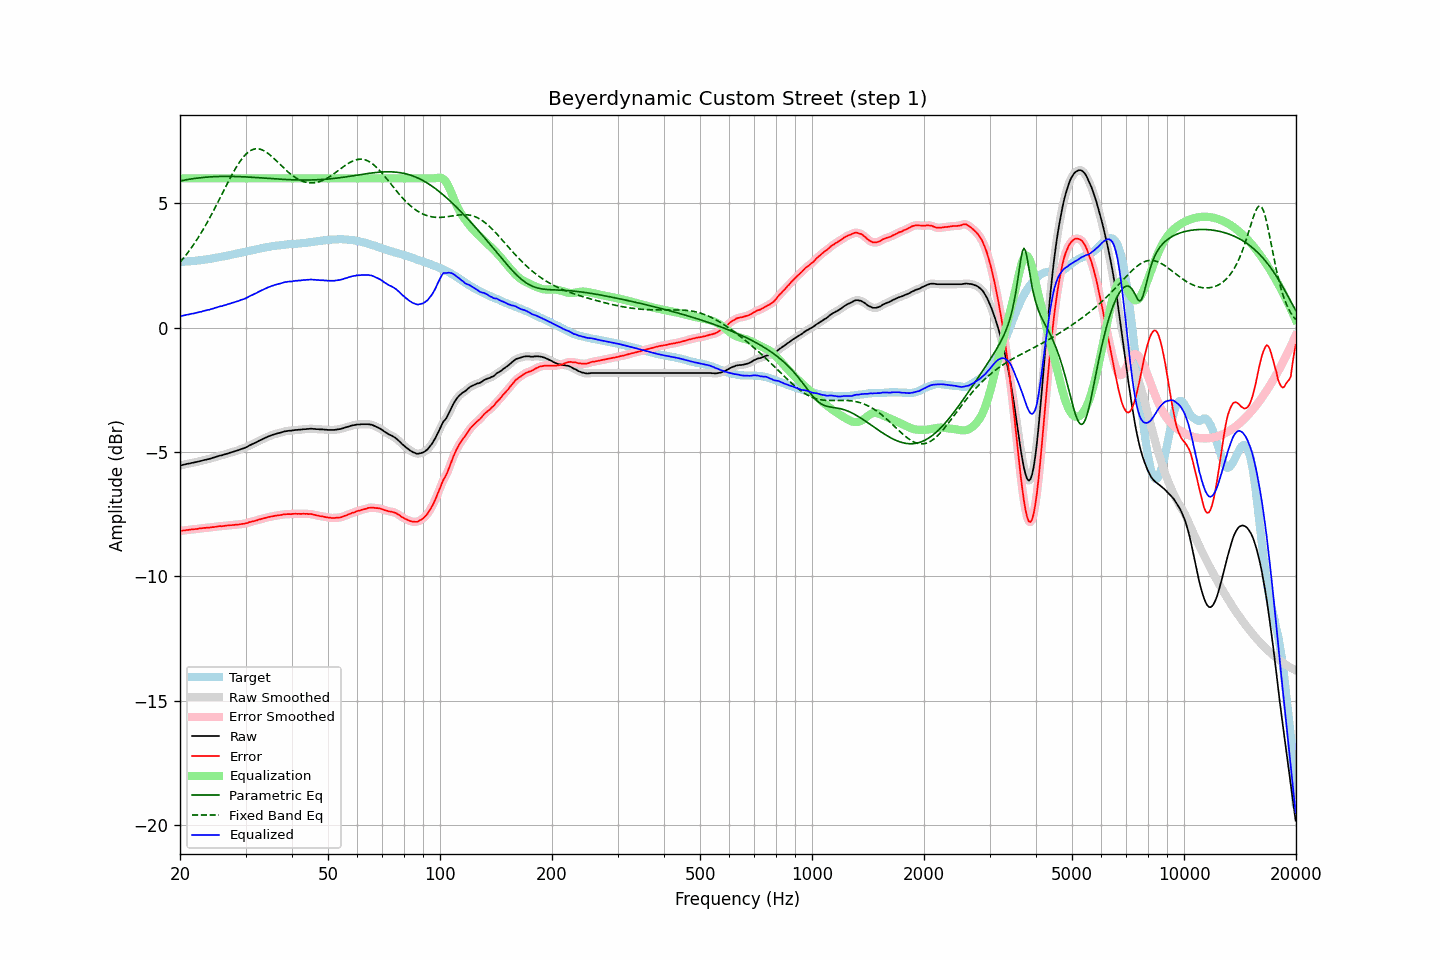 Beyerdynamic Custom Street (step 1)
5
0
−5
−10
−15
−20
Amplitude (dBr)
Target
Raw Smoothed
Error Smoothed
Raw
Error
Equalization
Parametric Eq
Fixed Band Eq
Equalized
20 50 100 200 500 1000 2000 5000 10000 20000
Frequency (Hz)